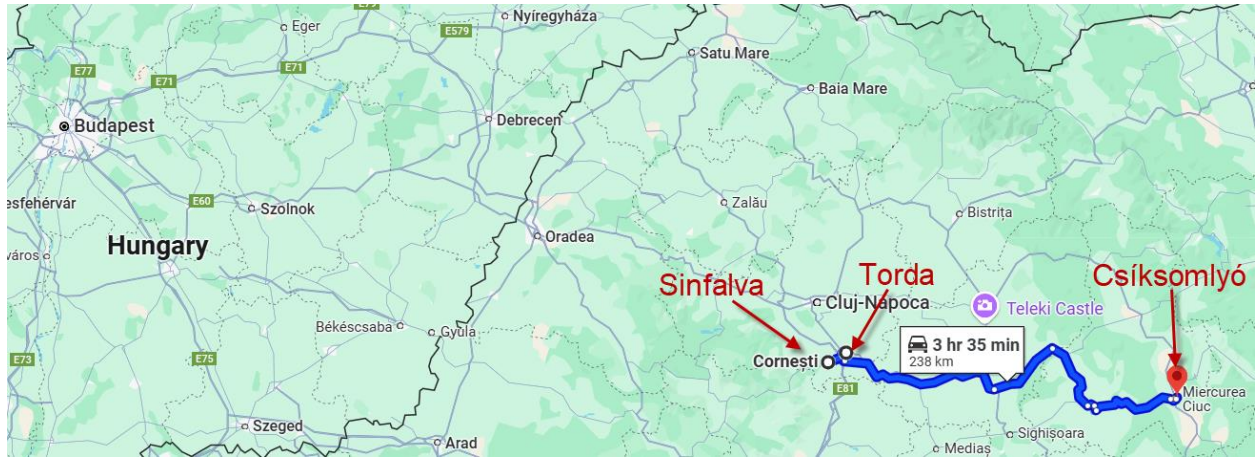 E79
Nyíregyháza
Eger
E579
E77
E71
E71
Satu Mare
Baia Mare
Budapest
Debrecen
esfehérvár
E60
Szolnok
Zalău
Bistrița
Oradea
Hungary
város
Sinfalva
Torda
Csíksomlyó
Cluj-Napoca
Teleki Castle
Békéscsaba
Gyula
3 hr 35 min
238 km
Cornești
E73
E75
E81
Miercurea
Ciuc
Szeged
Arad
Sighișoara
Mediaș